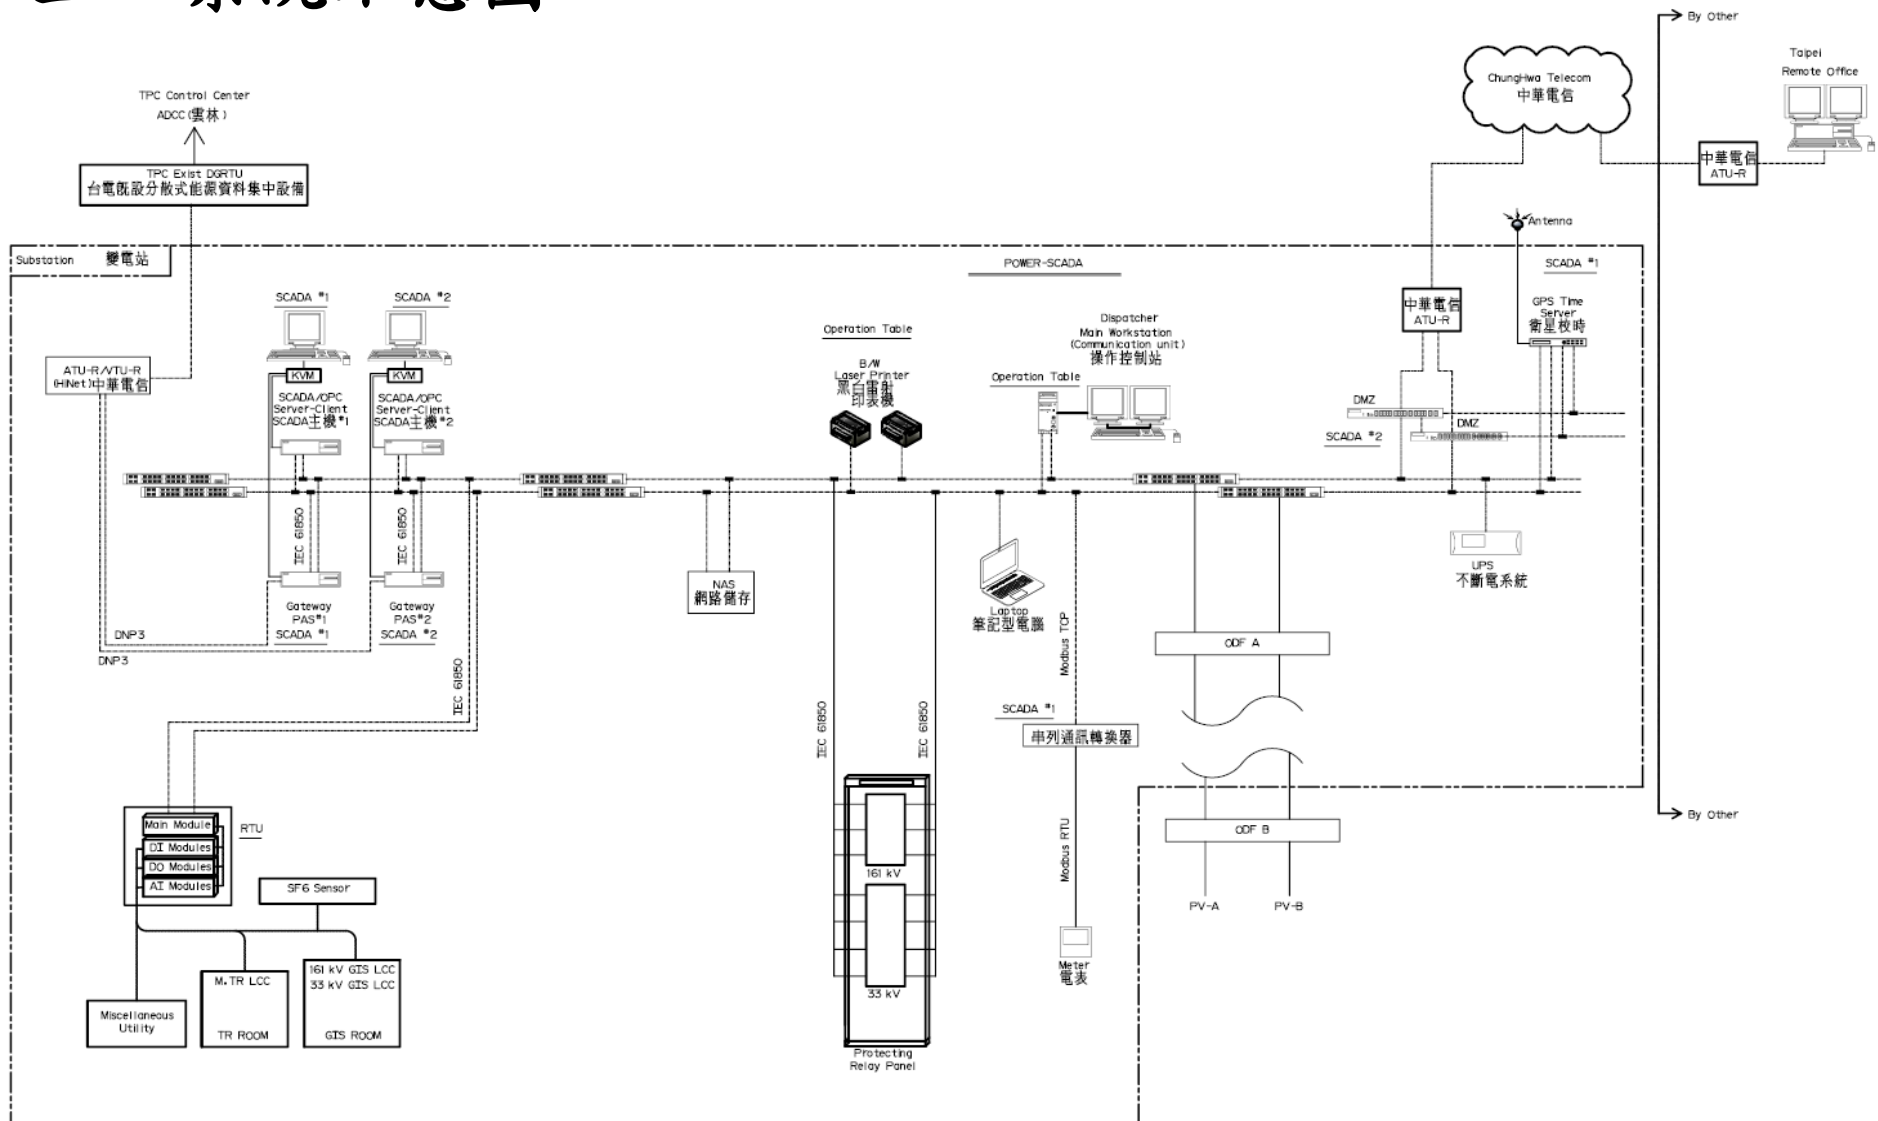 By Other
Taipei
Remote Office
ChungHwa Telecom
中華電信
中華電信
ATU-R
TPC Control Center
ADCC(雲林)
TPC Exist DGRTU
台電既設分散式能源資料集中設備
Antenna
Substation 變電站
POWER-SCADA
SCADA #1
GPS Time
Server
衛星校時
中華電信
ATU-R
SCADA #1
SCADA #2
Operation Table
B/W
Laser Printer
黑白雷射
印表機
Dispatcher
Main Workstation
(Communication unit)
操作控制站
Operation Table
ATU-R/VTU-R
(HiNet)中華電信
KVM
KVM
SCADA/OPC
Server-Client
SCADA主機#1
SCADA/OPC
Server-Client
SCADA主機#2
DMZ
DMZ
SCADA #2
IEC 61850
IEC 61850
NAS
網路儲存
Laptop
筆記型電腦
UPS
不斷電系統
Gateway
PAS#1
SCADA #1
Gateway
PAS#2
SCADA #2
DNP3
DNP3
IEC 61850
IEC 61850
IEC 61850
Modbus TCP
ODF A
SCADA #1
串列通訊轉換器
Modbus RTU
ODF B
By Other
PV-A
PV-B
Main Module
DI Modules
DO Modules
AI Modules
RTU
SF6 Sensor
161 kV
33 kV
Meter
電表
M.TR LCC
TR ROOM
161 kV GIS LCC
33 kV GIS LCC
GIS ROOM
Miscellaneous
Utility
Protecting
Relay Panel